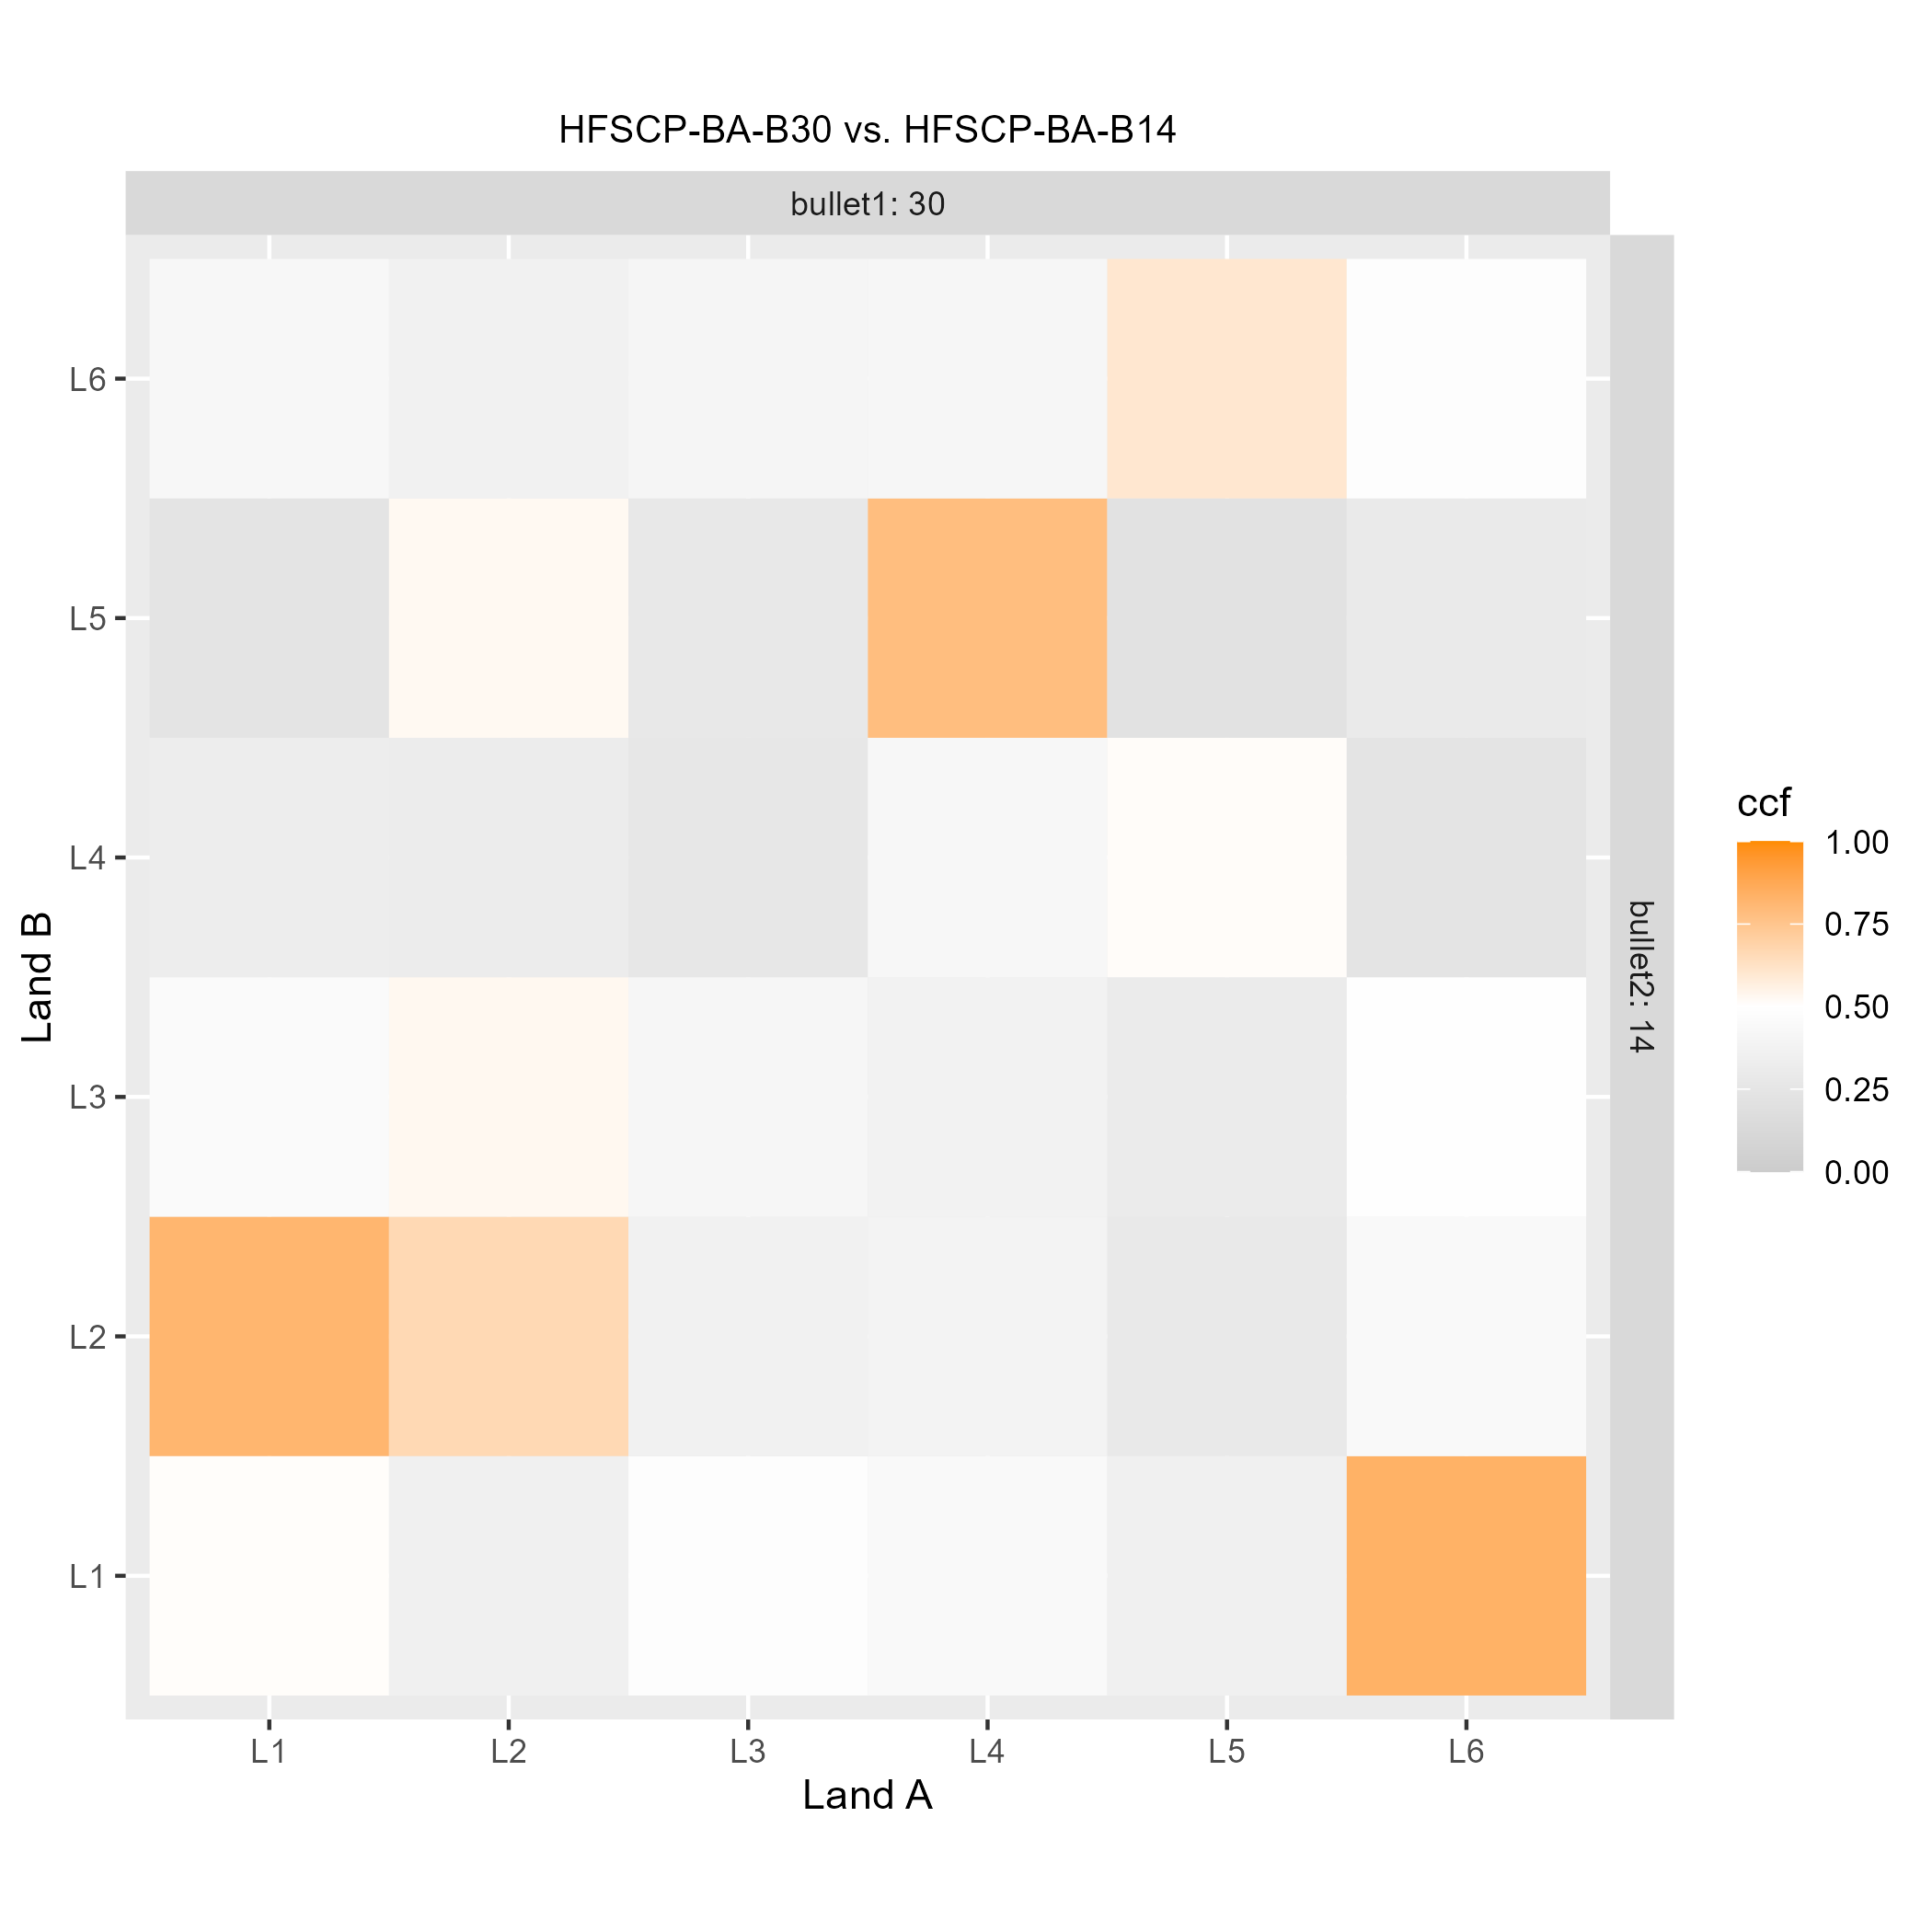 HFSCP-BA-B30 vs. HFSCP-BA-B14
bullet1: 30
L6
L5
L4
L3
L2
L1
Land B
bullet2: 14
ccf
1.00
0.75
0.50
0.25
0.00
L1 L2 L3 L4 L5 L6
Land A